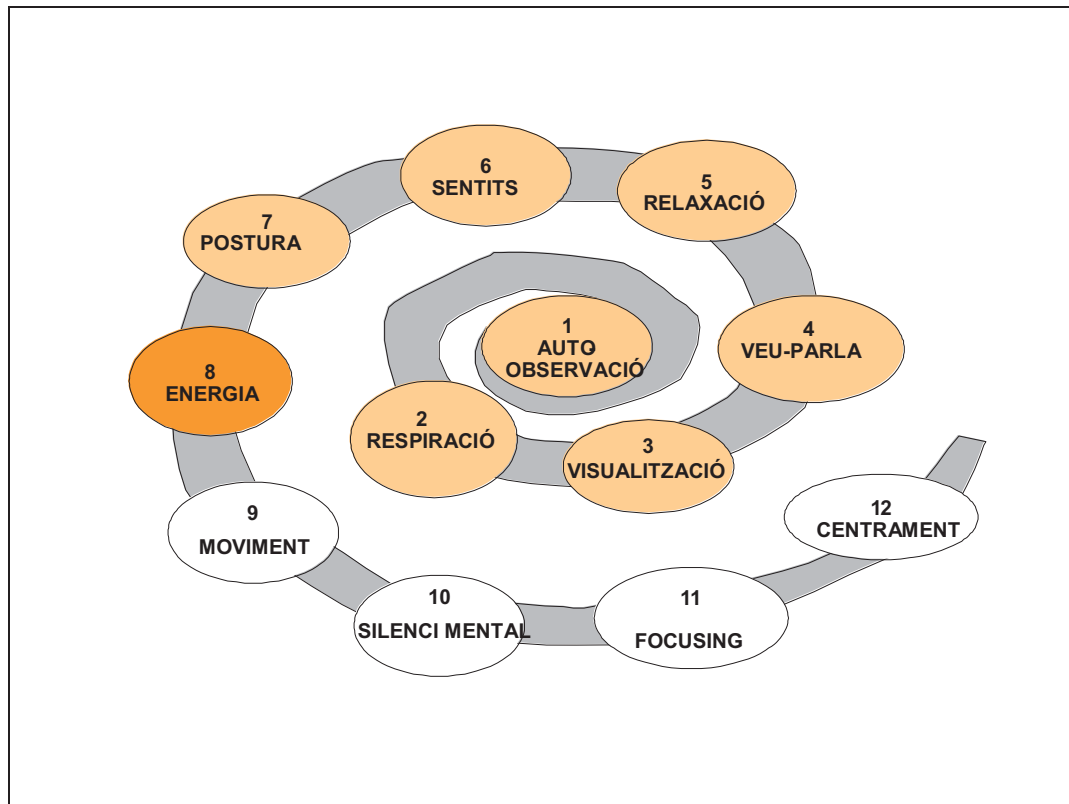 1
AUTO
OBSERVACIÓ
2
RESPIRACIÓ
3
VISUALITZACIÓ
4
VEU-PARLA
5
RELAXACIÓ
6
SENTITS
7
POSTURA
8
ENERGIA
9
MOVIMENT
10
SILENCI MENTAL
11
FOCUSING
12
CENTRAMENT